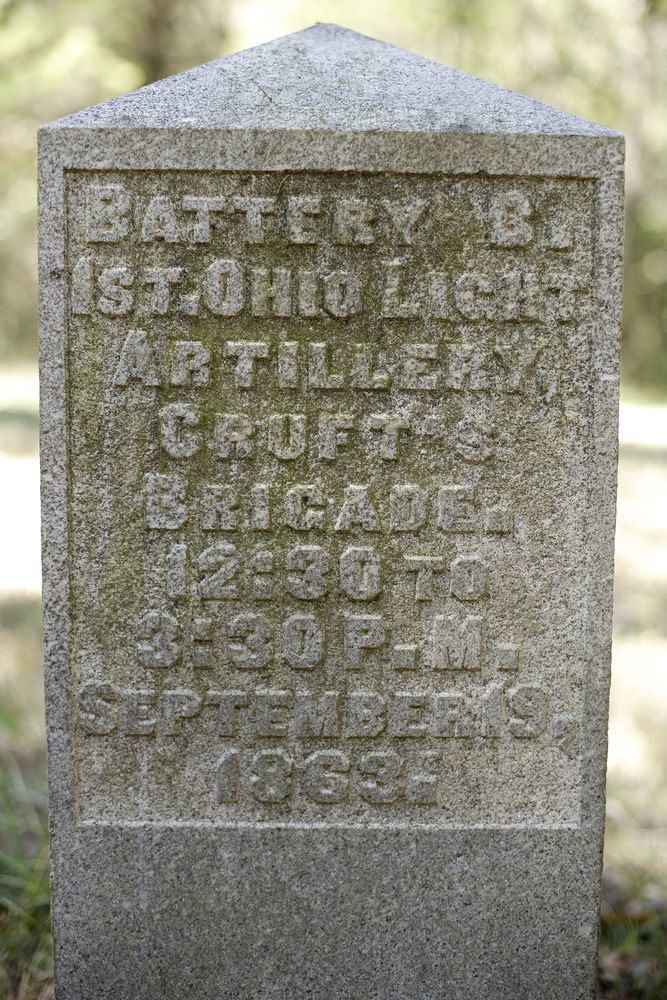 BATTERY B.
1ST. OHIO LIGHT
ARTILLERY,
CRUFT'S
BRIGADE.
12:30 TO
3:30 P.M.
SEPTEMBER 19,
1863.